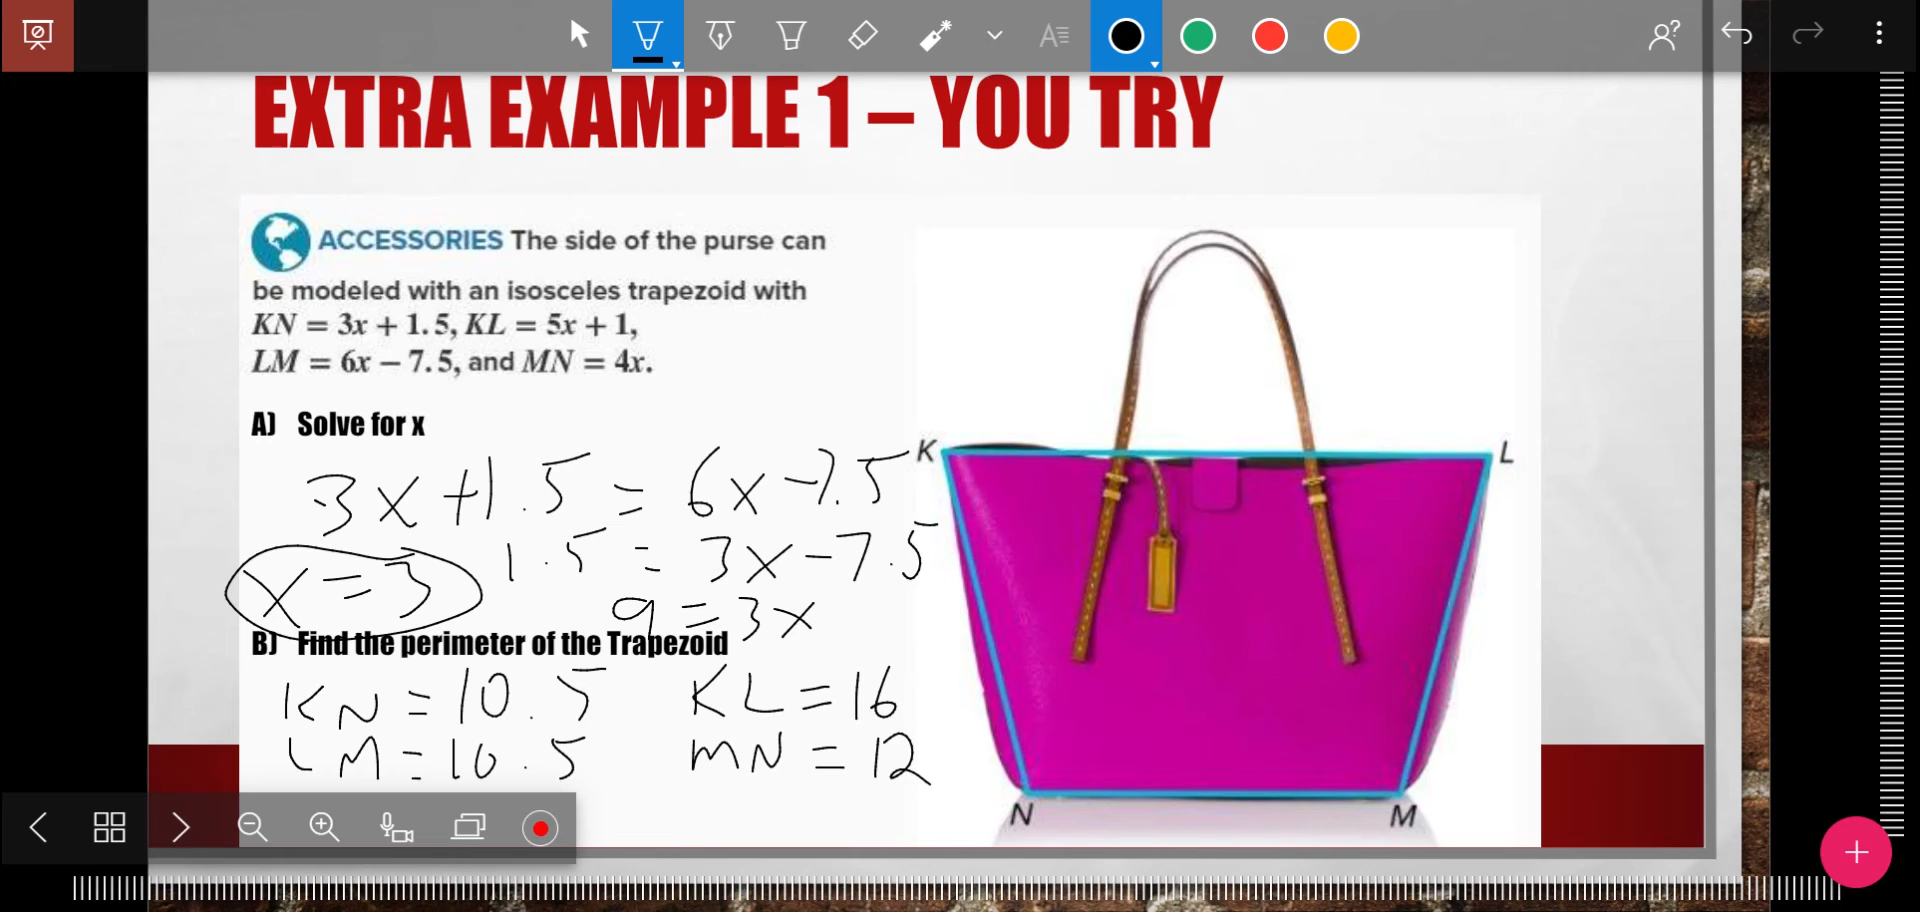 EXTRA EXAMPLE 1 – YOU TRY
ACCESSORIES The side of the purse can
be modeled with an isosceles trapezoid with
KN = 3x + 1.5, KL = 5x + 1,
LM = 6x – 7.5, and MN = 4x.
A) Solve for x
3x + 1.5 = 6x - 7.5
1.5 = 3x - 7.5
x = 3
9 = 3x
B) Find the perimeter of the Trapezoid
KN = 10.5 KL = 16
LM = 10.5 MN = 12
K
L
N
M